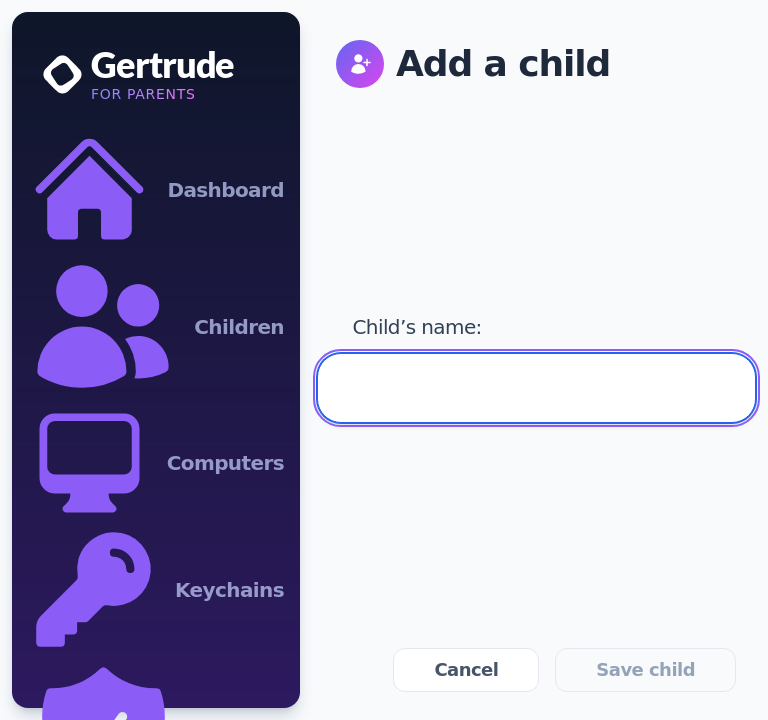 Gertrude
FOR PARENTS
Dashboard
Children
Computers
Keychains
Add a child
Child’s name:
Cancel
Save child